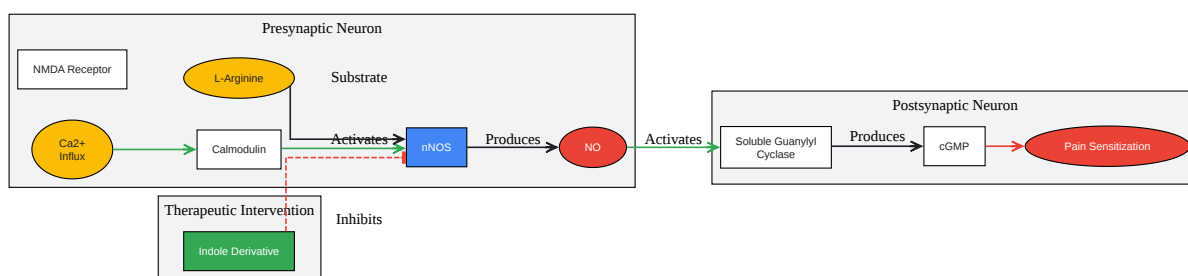 Presynaptic Neuron
NMDA Receptor
L-Arginine
Substrate
Ca2+
Influx
Calmodulin
Activates
nNOS
Produces
NO
Activates
Postsynaptic Neuron
Soluble Guanylyl
Cyclase
Produces
cGMP
Pain Sensitization
Therapeutic Intervention
Inhibits
Indole Derivative